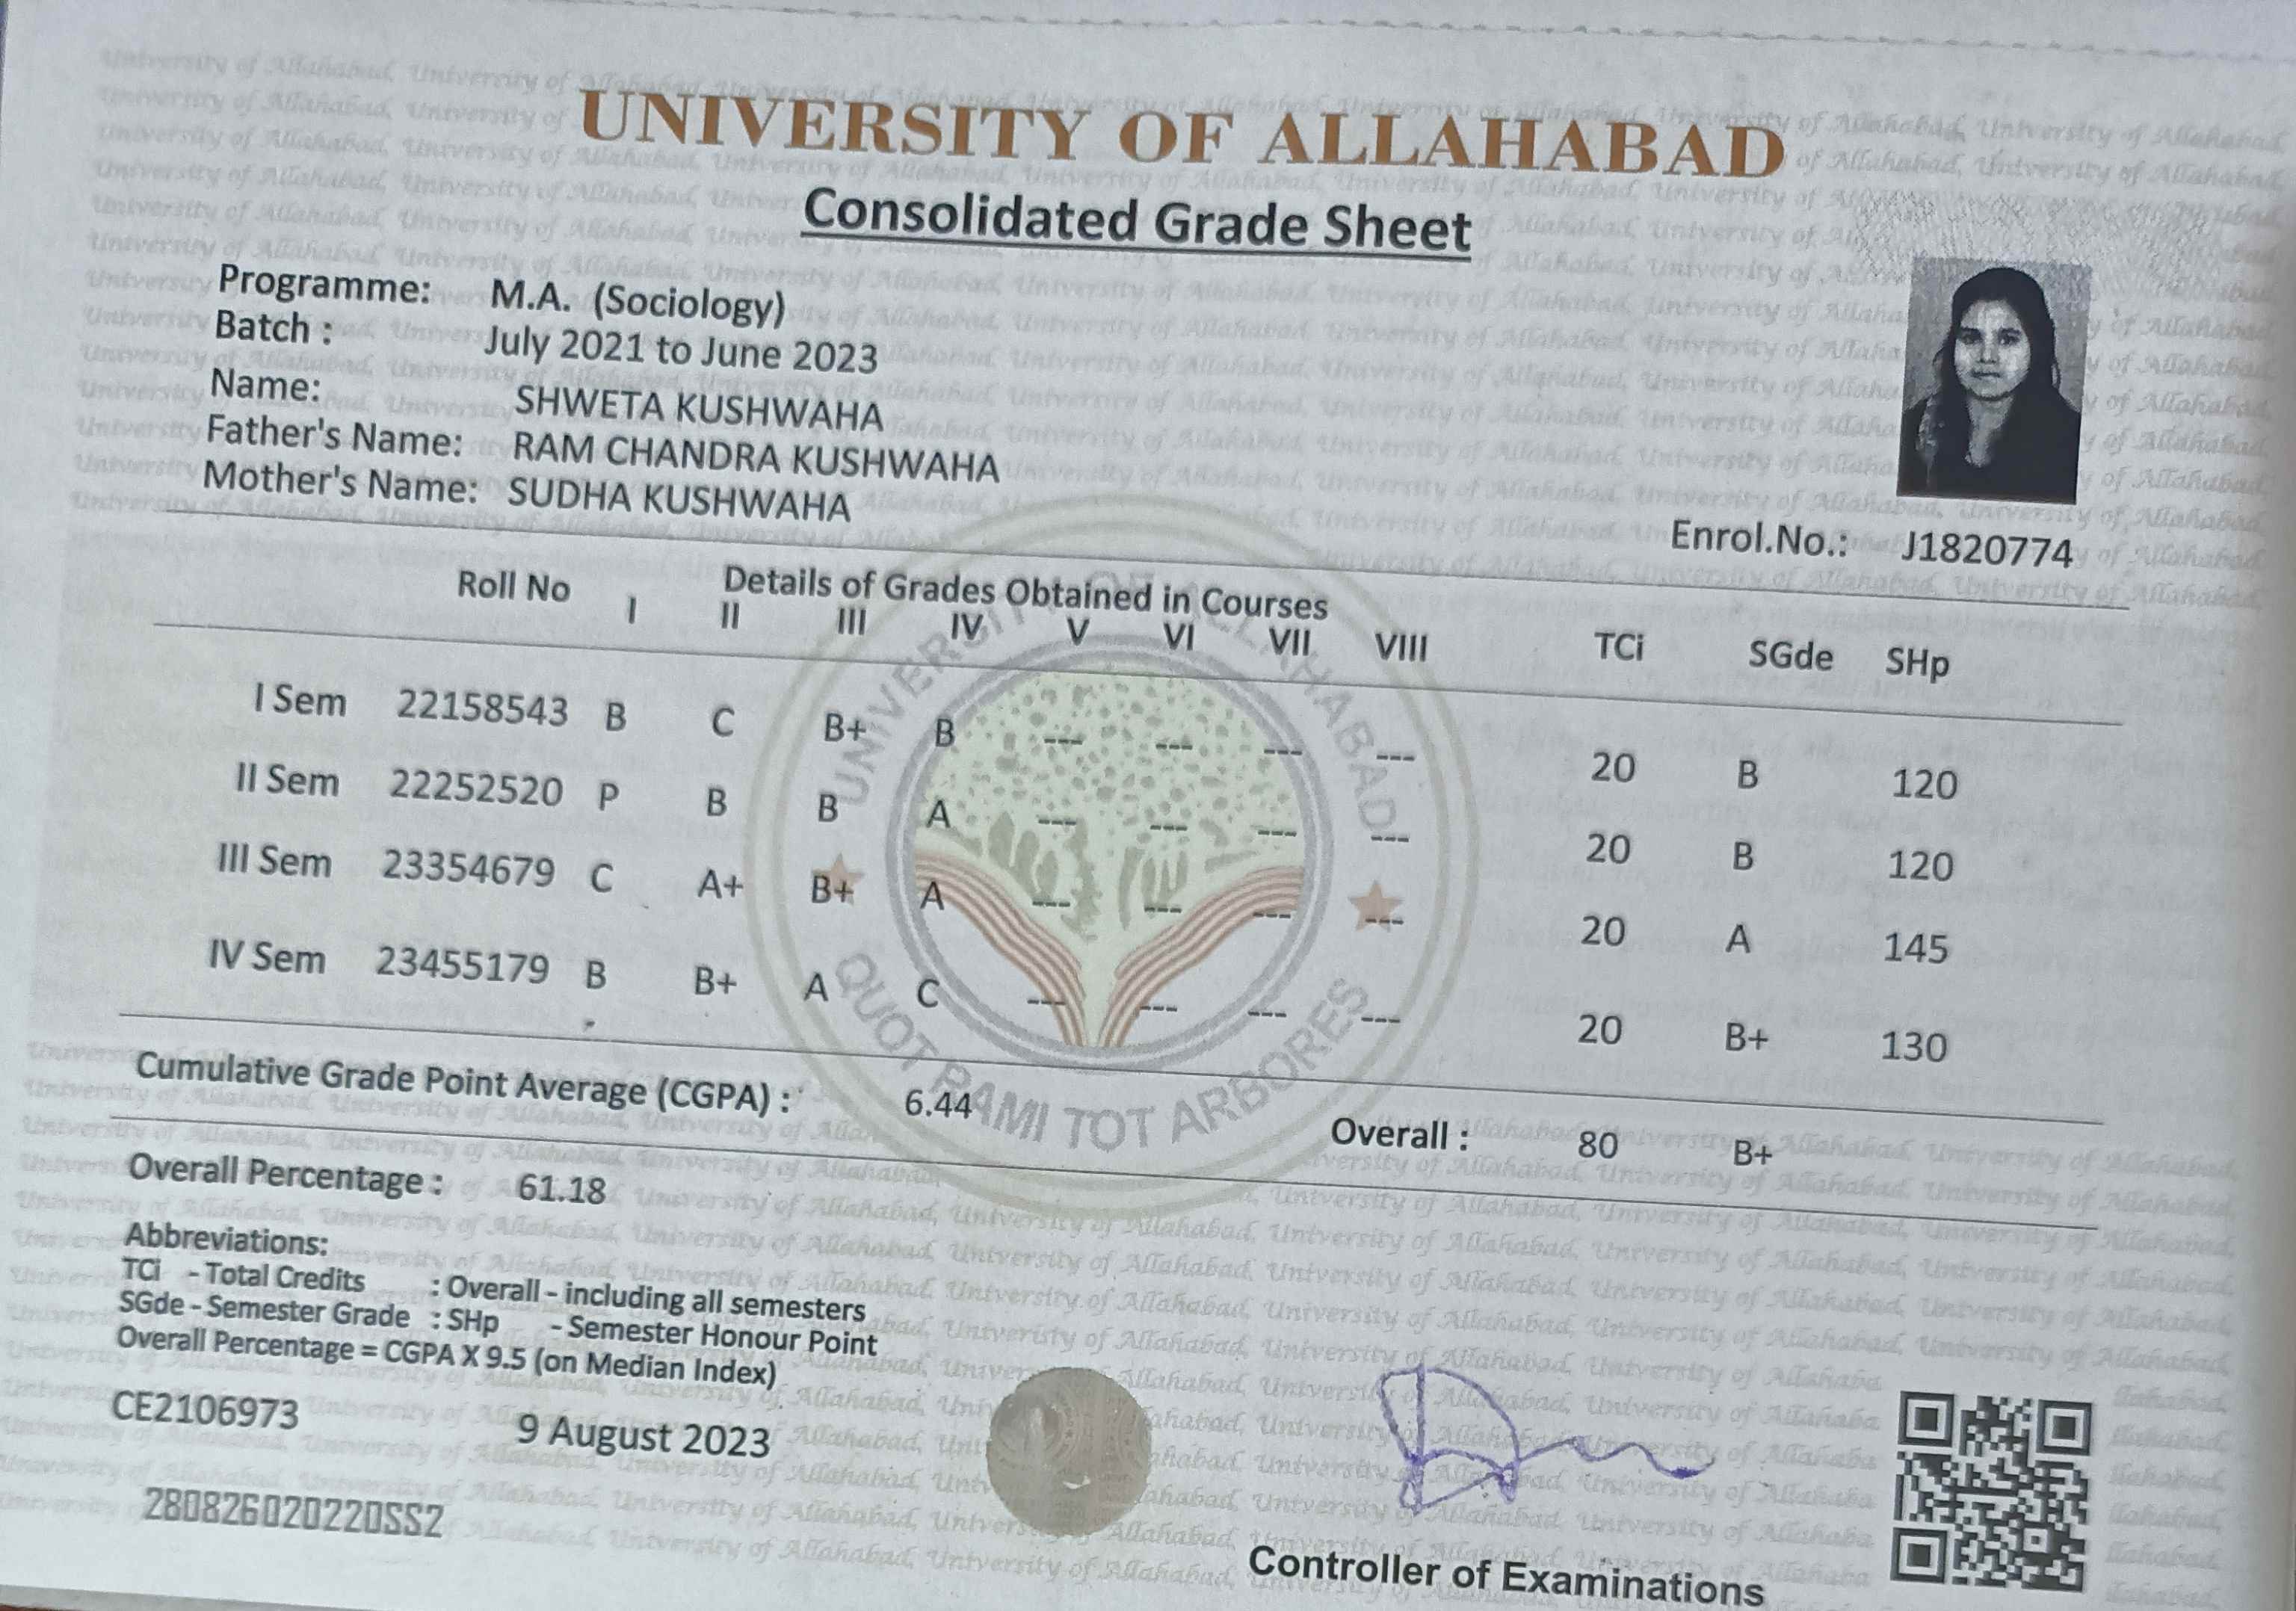 UNIVERSITY OF ALLAHABAD
Consolidated Grade Sheet
Programme: M.A. (Sociology)
Batch : July 2021 to June 2023
Name: SHWETA KUSHWAHA
Father's Name: RAM CHANDRA KUSHWAHA
Mother's Name: SUDHA KUSHWAHA
Enrol.No.: J1820774
Roll No Details of Grades Obtained in Courses
I II III IV V VI VII VIII TCi SGde SHp
I Sem 22158543 B C B+ B --- --- --- --- 20 B 120
II Sem 22252520 P B B A --- --- --- --- 20 B 120
III Sem 23354679 C A+ B+ A --- --- --- --- 20 A 145
IV Sem 23455179 B B+ A C --- --- --- --- 20 B+ 130
Cumulative Grade Point Average (CGPA) : 6.44 Overall : 80 B+
Overall Percentage : 61.18
Abbreviations:
TCi - Total Credits : Overall - including all semesters
SGde - Semester Grade : SHp - Semester Honour Point
Overall Percentage = CGPA X 9.5 (on Median Index)
CE2106973 9 August 2023
280826020220SS2
Controller of Examinations
UNIVERSITY OF ALLAHABAD
QUOT RAMI TOT ARBORES